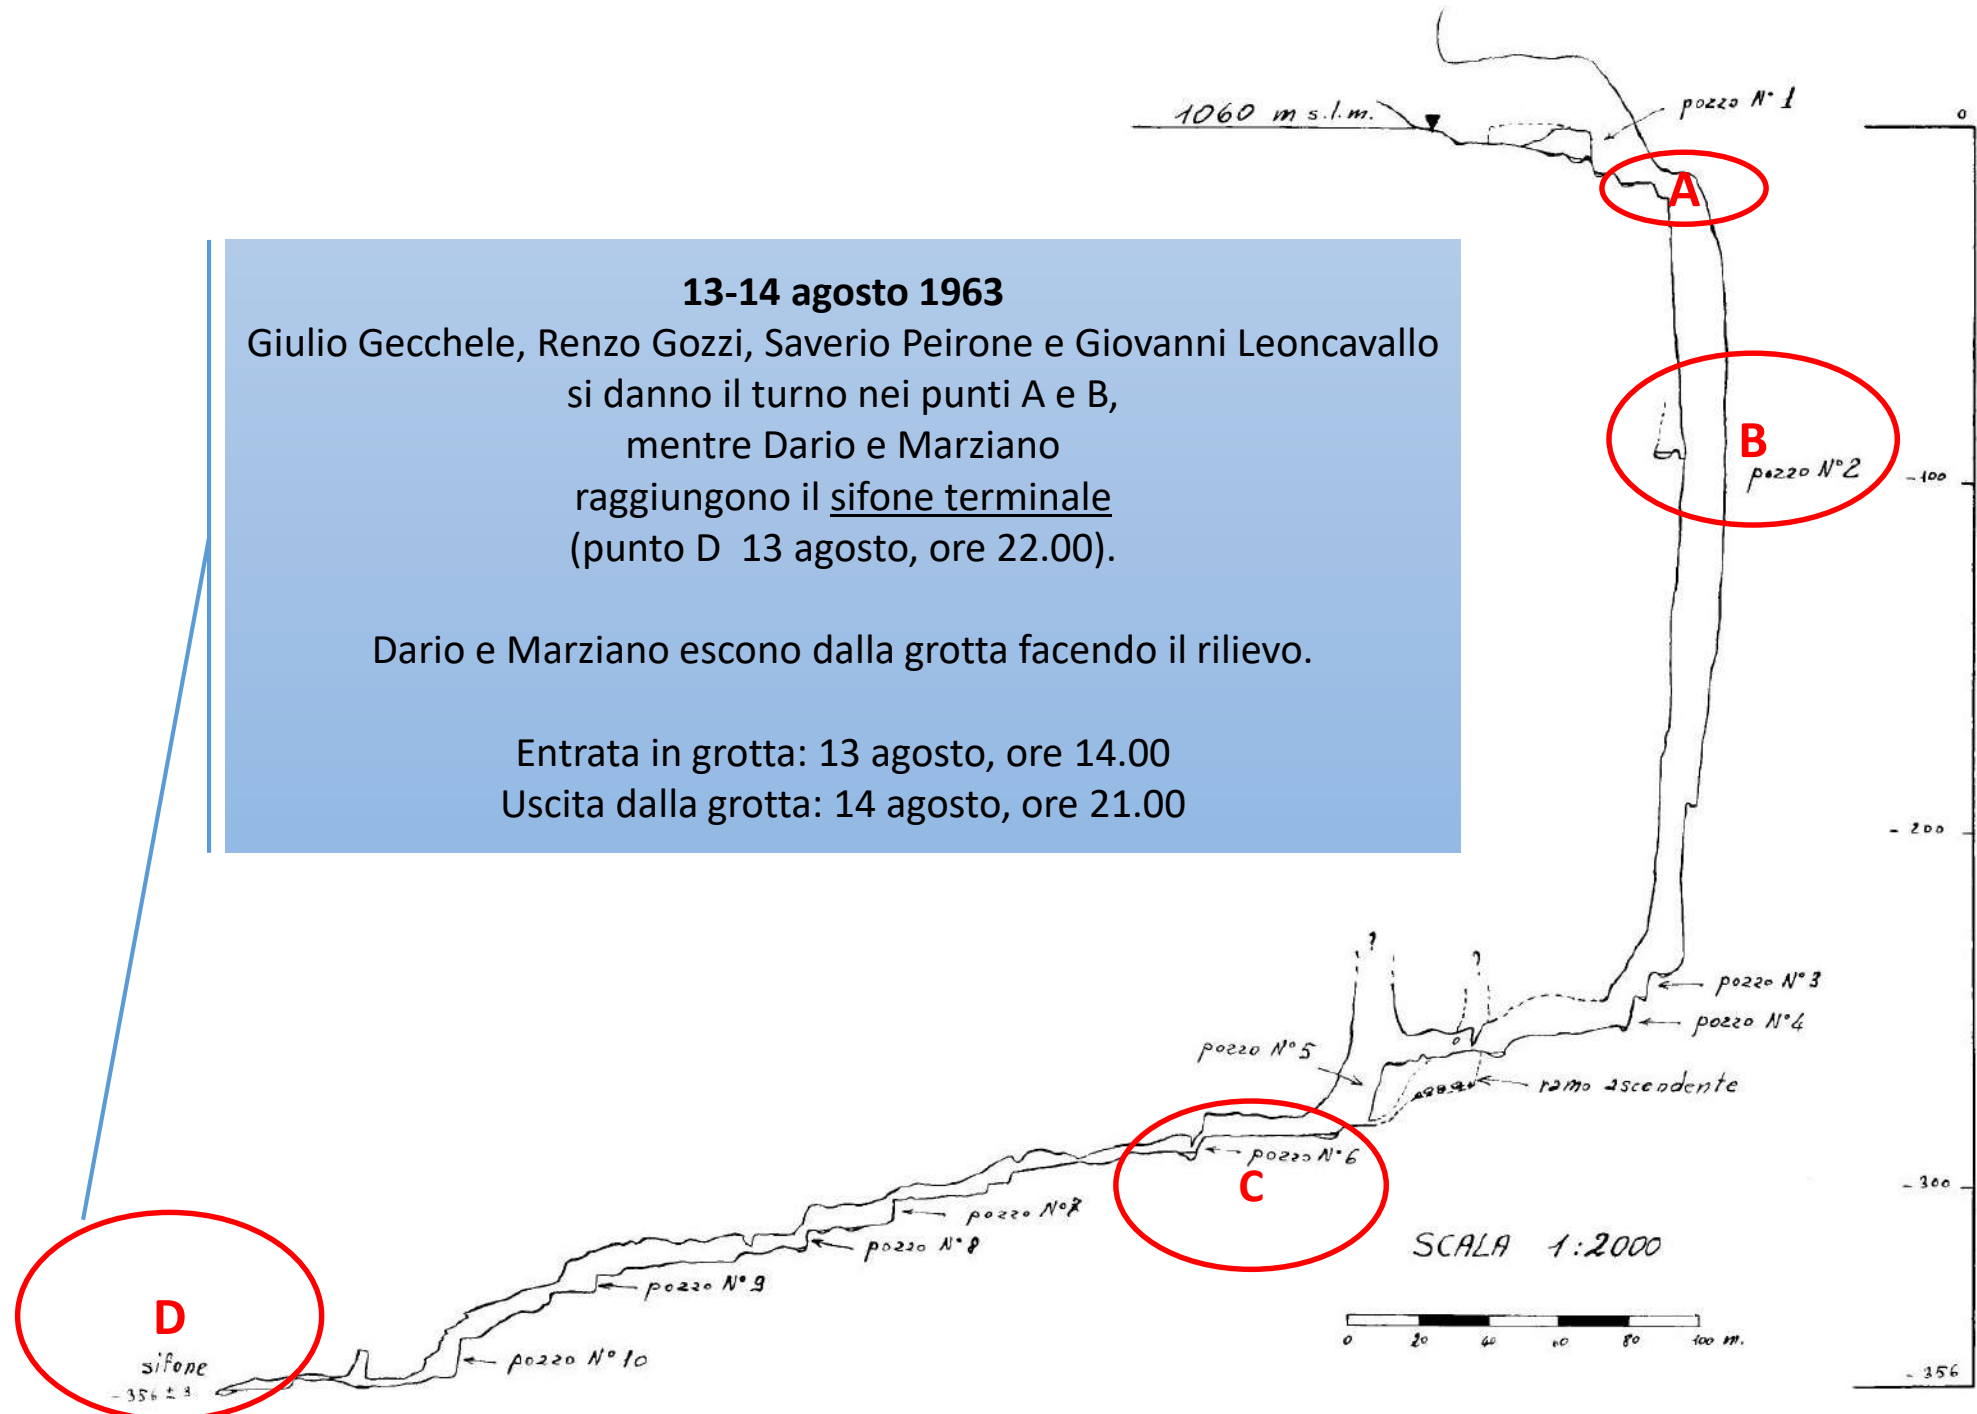 pozzo N° 1
1060 m s.l.m.
0
A
13-14 agosto 1963
Giulio Gecchele, Renzo Gozzi, Saverio Peirone e Giovanni Leoncavallo
si danno il turno nei punti A e B,
mentre Dario e Marziano
raggiungono il sifone terminale
(punto D  13 agosto, ore 22.00).
Dario e Marziano escono dalla grotta facendo il rilievo.
Entrata in grotta: 13 agosto, ore 14.00
Uscita dalla grotta: 14 agosto, ore 21.00
B
pozzo N° 2
-100
- 200
?
?
pozzo N° 3
pozzo N° 4
pozzo N° 5
ramo ascendente
pozzo N° 6
C
- 300
pozzo N° 7
pozzo N° 8
SCALA 1:2000
pozzo N° 9
D
0 20 40 60 80 100 m.
pozzo N° 10
sifone
- 356 ± 3
- 356